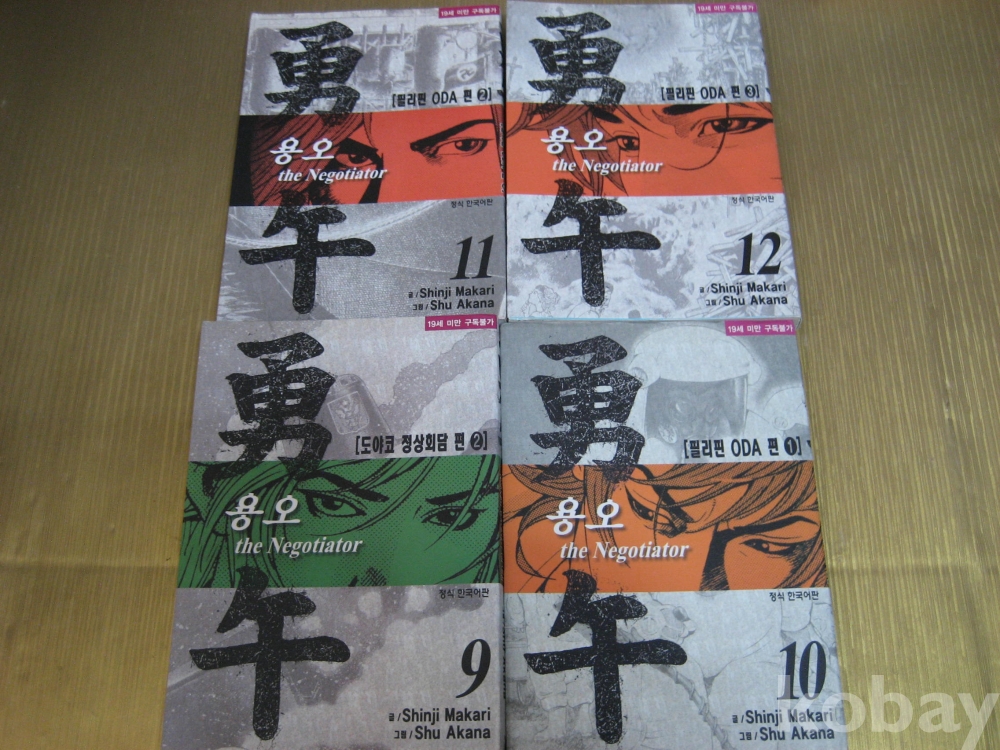 19세 미만 구독불가
勇午
[필리핀 ODA 편 ②]
용오
the Negotiator
정식 한국어판
11
글/Shinji Makari
그림/Shu Akana
19세 미만 구독불가
勇午
[필리핀 ODA 편 ③]
용오
the Negotiator
정식 한국어판
12
글/Shinji Makari
그림/Shu Akana
19세 미만 구독불가
勇午
[도야코 정상회담 편 ②]
용오
the Negotiator
정식 한국어판
9
글/Shinji Makari
그림/Shu Akana
19세 미만 구독불가
勇午
[필리핀 ODA 편 ①]
용오
the Negotiator
정식 한국어판
10
글/Shinji Makari
그림/Shu Akana
kobay